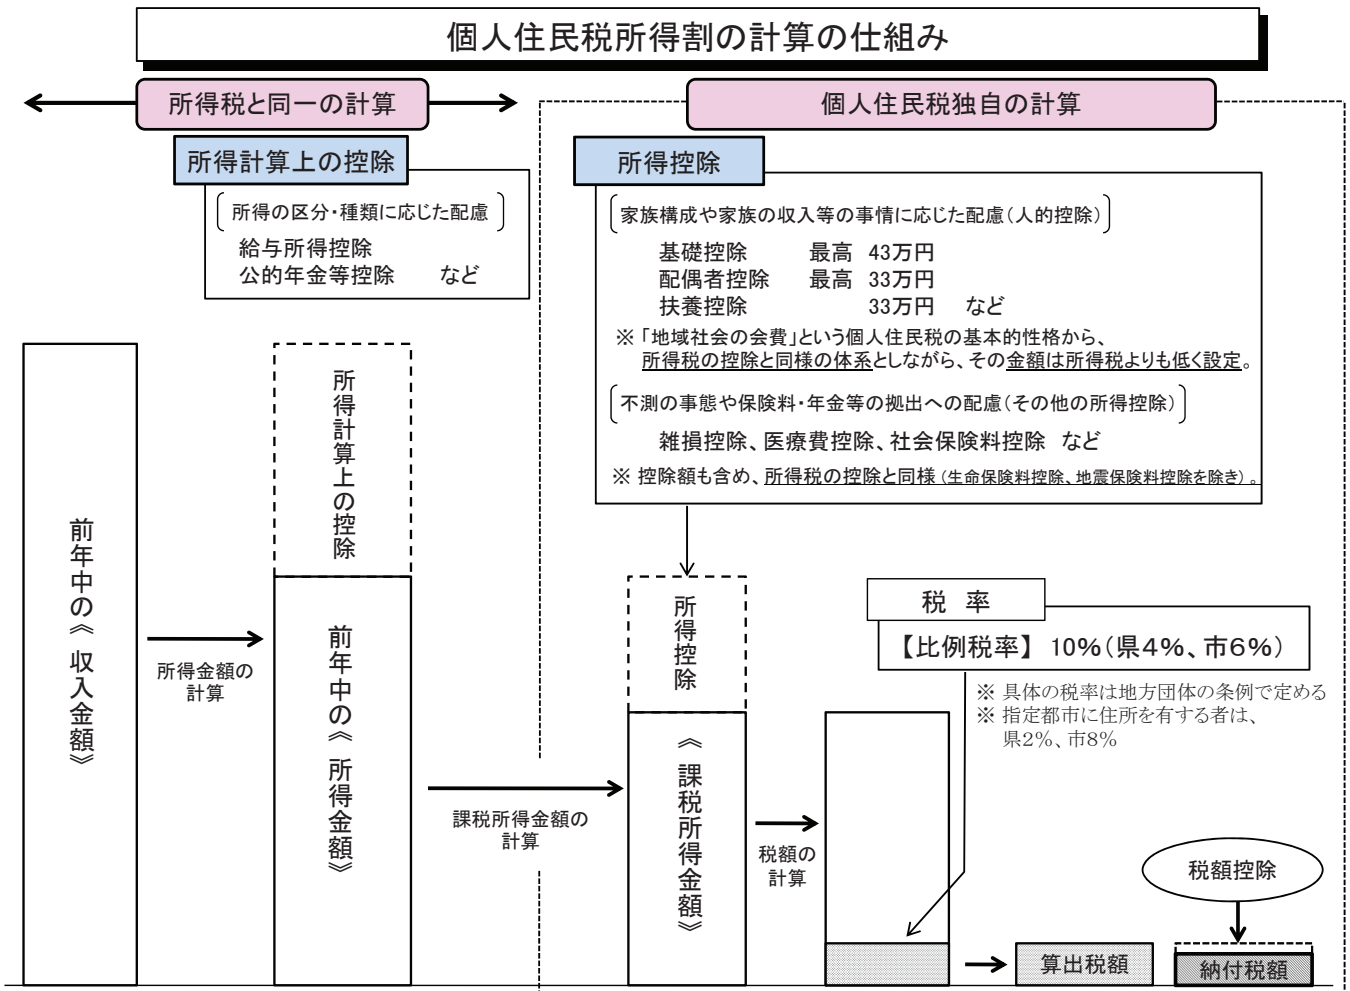 個人住民税所得割の計算の仕組み
所得税と同一の計算
個人住民税独自の計算
所得計算上の控除
所得の区分・種類に応じた配慮
給与所得控除
公的年金等控除　など
所得控除
家族構成や家族の収入等の事情に応じた配慮(人的控除)
基礎控除　最高　43万円
配偶者控除　最高　33万円
扶養控除　33万円　など
※「地域社会の会費」という個人住民税の基本的性格から、
所得税の控除と同様の体系としながら、その金額は所得税よりも低く設定。
不測の事態や保険料・年金等の拠出への配慮(その他の所得控除)
雑損控除、医療費控除、社会保険料控除　など
※ 控除額も含め、所得税の控除と同様(生命保険料控除、地震保険料控除を除き)。
前年中の《収入金額》
所得金額の
計算
所得計算上の控除
前年中の《所得金額》
課税所得金額の
計算
所得控除
《課税所得金額》
税額の
計算
税　率
【比例税率】 10%(県4%、市6%)
※ 具体の税率は地方団体の条例で定める
※ 指定都市に住所を有する者は、
県2%、市8%
算出税額
税額控除
納付税額